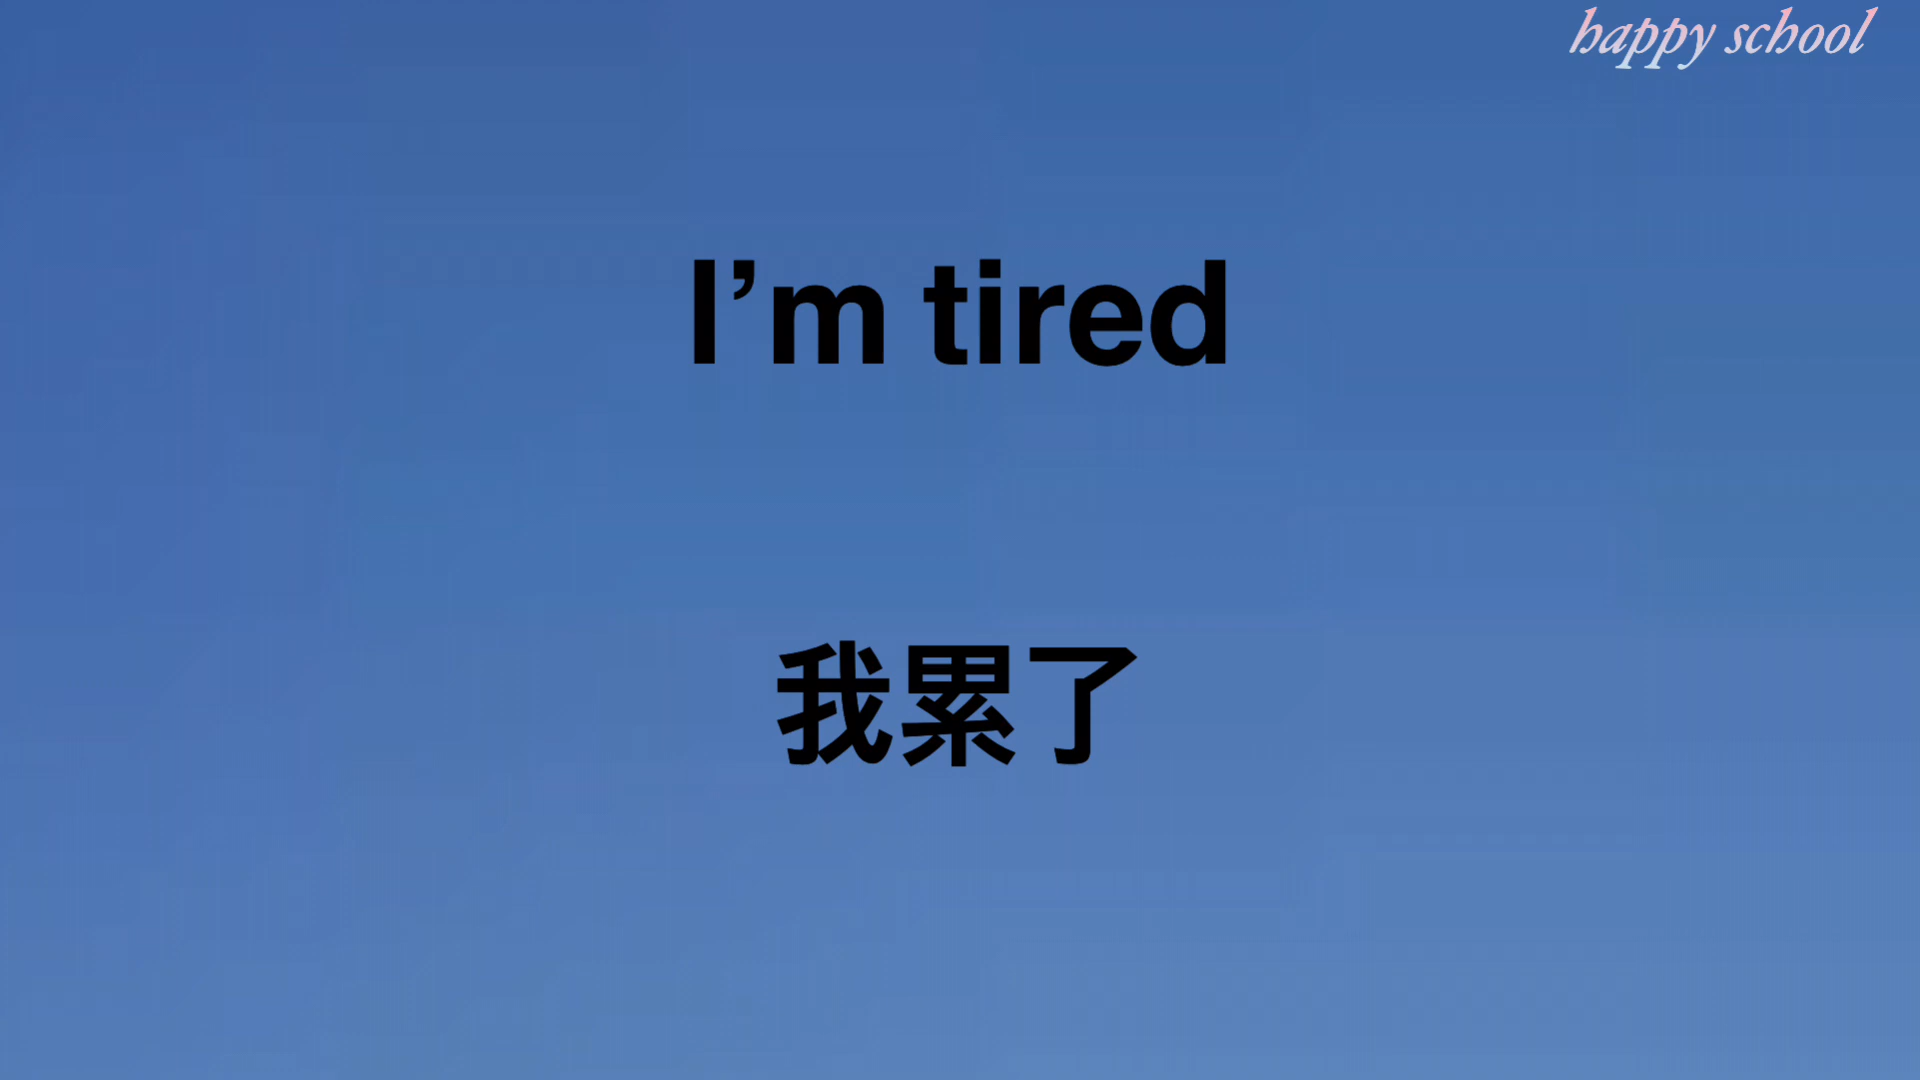 happy school
I’m tired
我累了